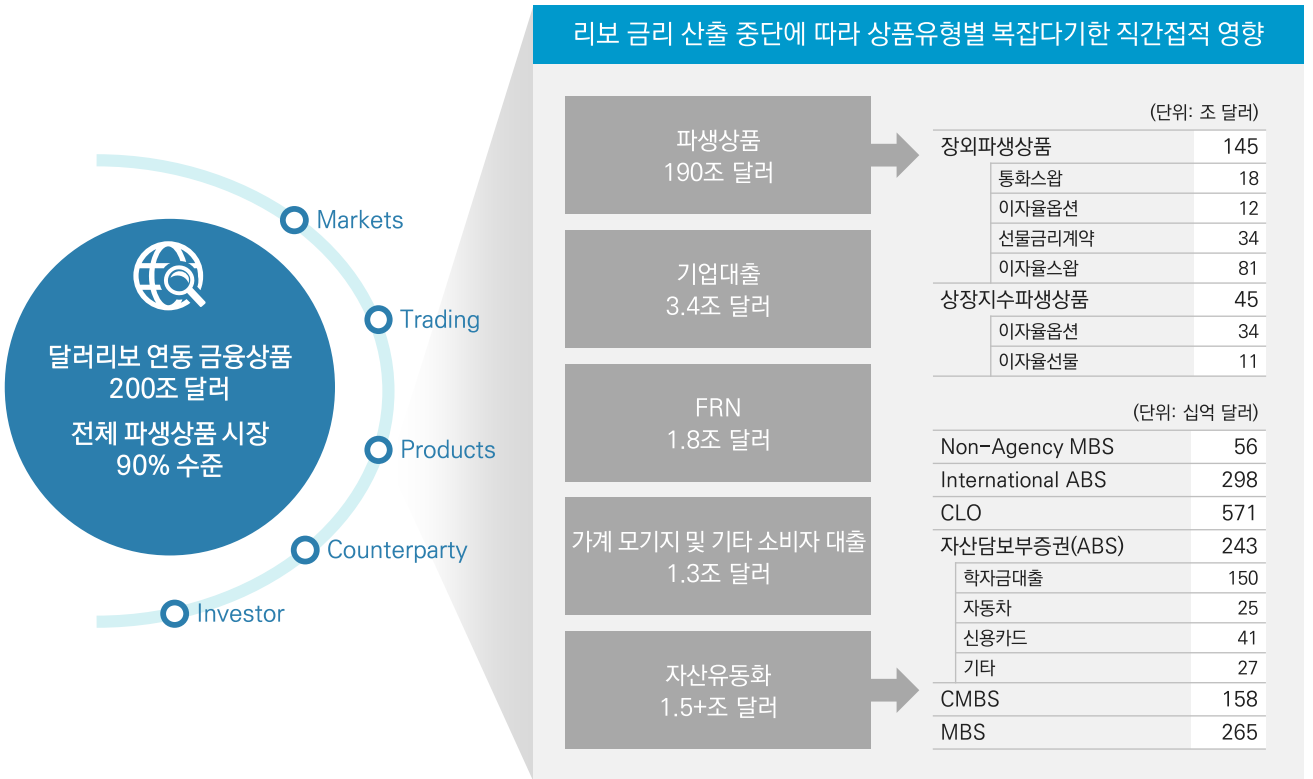 리보 금리 산출 중단에 따라 상품유형별 복잡다기한 직간접적 영향
달러리보 연동 금융상품
200조 달러
전체 파생상품 시장
90% 수준
Markets
Trading
Products
Counterparty
Investor
파생상품
190조 달러
기업대출
3.4조 달러
FRN
1.8조 달러
가계 모기지 및 기타 소비자 대출
1.3조 달러
자산유동화
1.5+조 달러
(단위: 조 달러)
장외파생상품 145
통화스왑 18
이자율옵션 12
선물금리계약 34
이자율스왑 81
상장지수파생상품 45
이자율옵션 34
이자율선물 11
(단위: 십억 달러)
Non-Agency MBS 56
International ABS 298
CLO 571
자산담보부증권(ABS) 243
학자금대출 150
자동차 25
신용카드 41
기타 27
CMBS 158
MBS 265